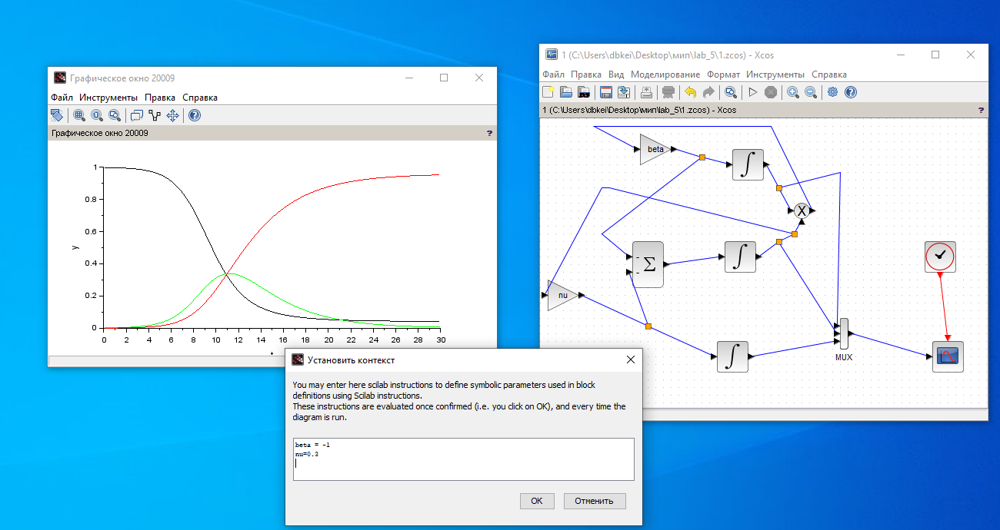 Графическое окно 20009
Файл Инструменты Правка Справка
Графическое окно 20009
?
1
0.8
0.6
0.4
0.2
0
y
0 2 4 6 8 10 12 14 16 18 20 22 24 26 28 30
1 (C:\Users\dbkei\Desktop\мип\lab_5\1.zcos) - Xcos
Файл Правка Вид Моделирование Формат Инструменты Справка
1 (C:\Users\dbkei\Desktop\мип\lab_5\1.zcos) - Xcos
?
beta
∫
X
-
-
Σ
∫
nu
∫
MUX
Установить контекст
You may enter here scilab instructions to define symbolic parameters used in block
definitions using Scilab instructions.
These instructions are evaluated once confirmed (i.e. you click on OK), and every time the
diagram is run.
beta = -1
nu=0.3
OK Отменить